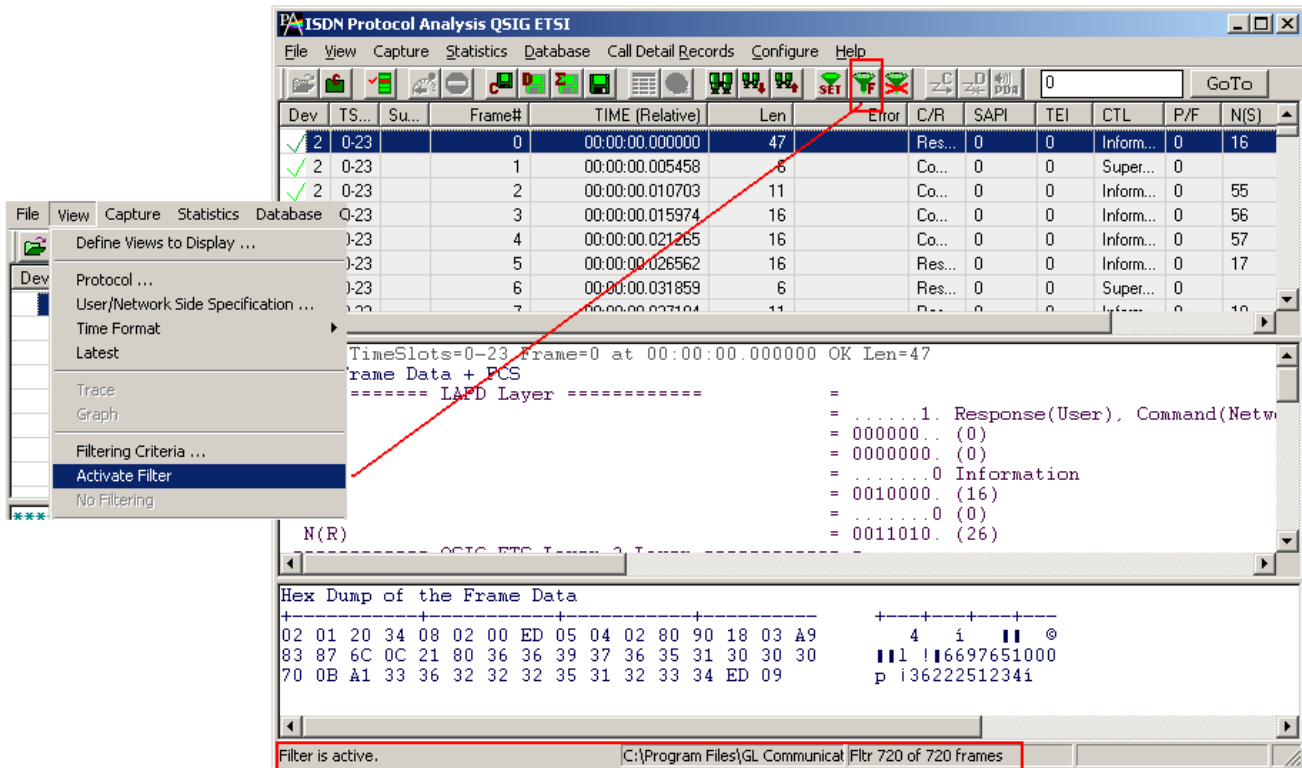 ISDN Protocol Analysis QSIG ETSI
File View Capture Statistics Database Call Detail Records Configure Help
SET F 0 GoTo
Dev TS... Su... Frame# TIME (Relative) Len Error C/R SAPI TEI CTL P/F N(S)
2 0-23 0 00:00:00.000000 47 Res... 0 0 Inform... 0 16
2 0-23 1 00:00:00.005458 6 Co... 0 0 Super... 0
2 0-23 2 00:00:00.010703 11 Co... 0 0 Inform... 0 55
0-23 3 00:00:00.015974 16 Co... 0 0 Inform... 0 56
0-23 4 00:00:00.021265 16 Co... 0 0 Inform... 0 57
0-23 5 00:00:00.026562 16 Res... 0 0 Inform... 0 17
0-23 6 00:00:00.031859 6 Res... 0 0 Super... 0
File View Capture Statistics Database
Dev
Define Views to Display ...
Protocol ...
User/Network Side Specification ...
Time Format
Latest
Trace
Graph
Filtering Criteria ...
Activate Filter
No Filtering
***
TimeSlots=0-23 Frame=0 at 00:00:00.000000 OK Len=47
rame Data + FCS
======= LAPD Layer ============ =
= ......1. Response(User), Command(Netw
= 000000.. (0)
= 0000000. (0)
= .......0 Information
= 0010000. (16)
= .......0 (0)
N(R) = 0011010. (26)
Hex Dump of the Frame Data
+------------+------------+------------+----------- +---+---+---+---
02 01 20 34 08 02 00 ED 05 04 02 80 90 18 03 A9 4 í ▮▮ ©
83 87 6C 0C 21 80 36 36 39 37 36 35 31 30 30 30 ▮▮l !▮6697651000
70 0B A1 33 36 32 32 32 35 31 32 33 34 ED 09 p ¡3622251234í
Filter is active. C:\Program Files\GL Communicat Fltr 720 of 720 frames